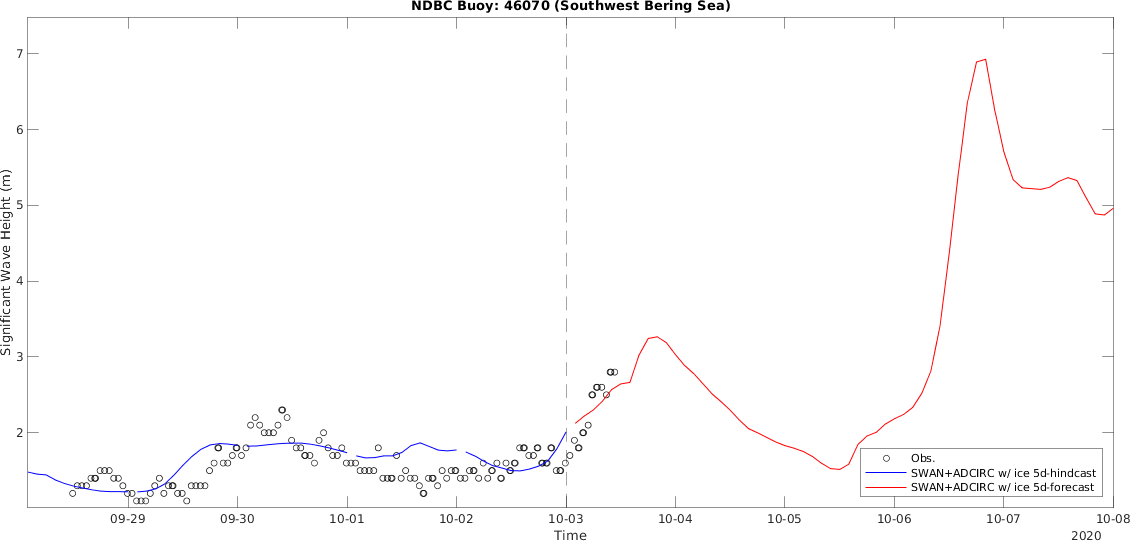 NDBC Buoy: 46070 (Southwest Bering Sea)
7
6
5
4
3
2
Significant Wave Height (m)
Obs.
SWAN+ADCIRC w/ ice 5d-hindcast
SWAN+ADCIRC w/ ice 5d-forecast
09-29 09-30 10-01 10-02 10-03 10-04 10-05 10-06 10-07 10-08
Time
2020